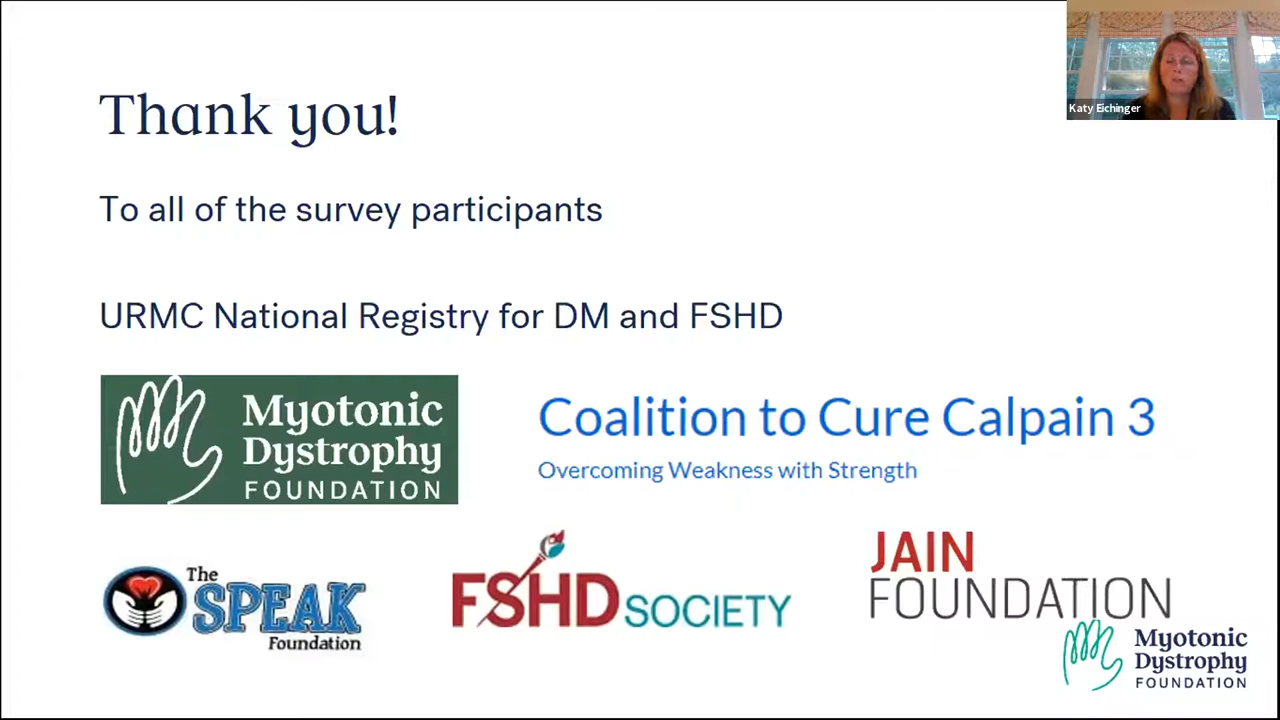 Thank you!
Katy Eichinger
To all of the survey participants
URMC National Registry for DM and FSHD
Myotonic
Dystrophy
FOUNDATION
Coalition to Cure Calpain 3
Overcoming Weakness with Strength
The
SPEAK
Foundation
FSHD SOCIETY
JAIN
FOUNDATION
Myotonic
Dystrophy
FOUNDATION